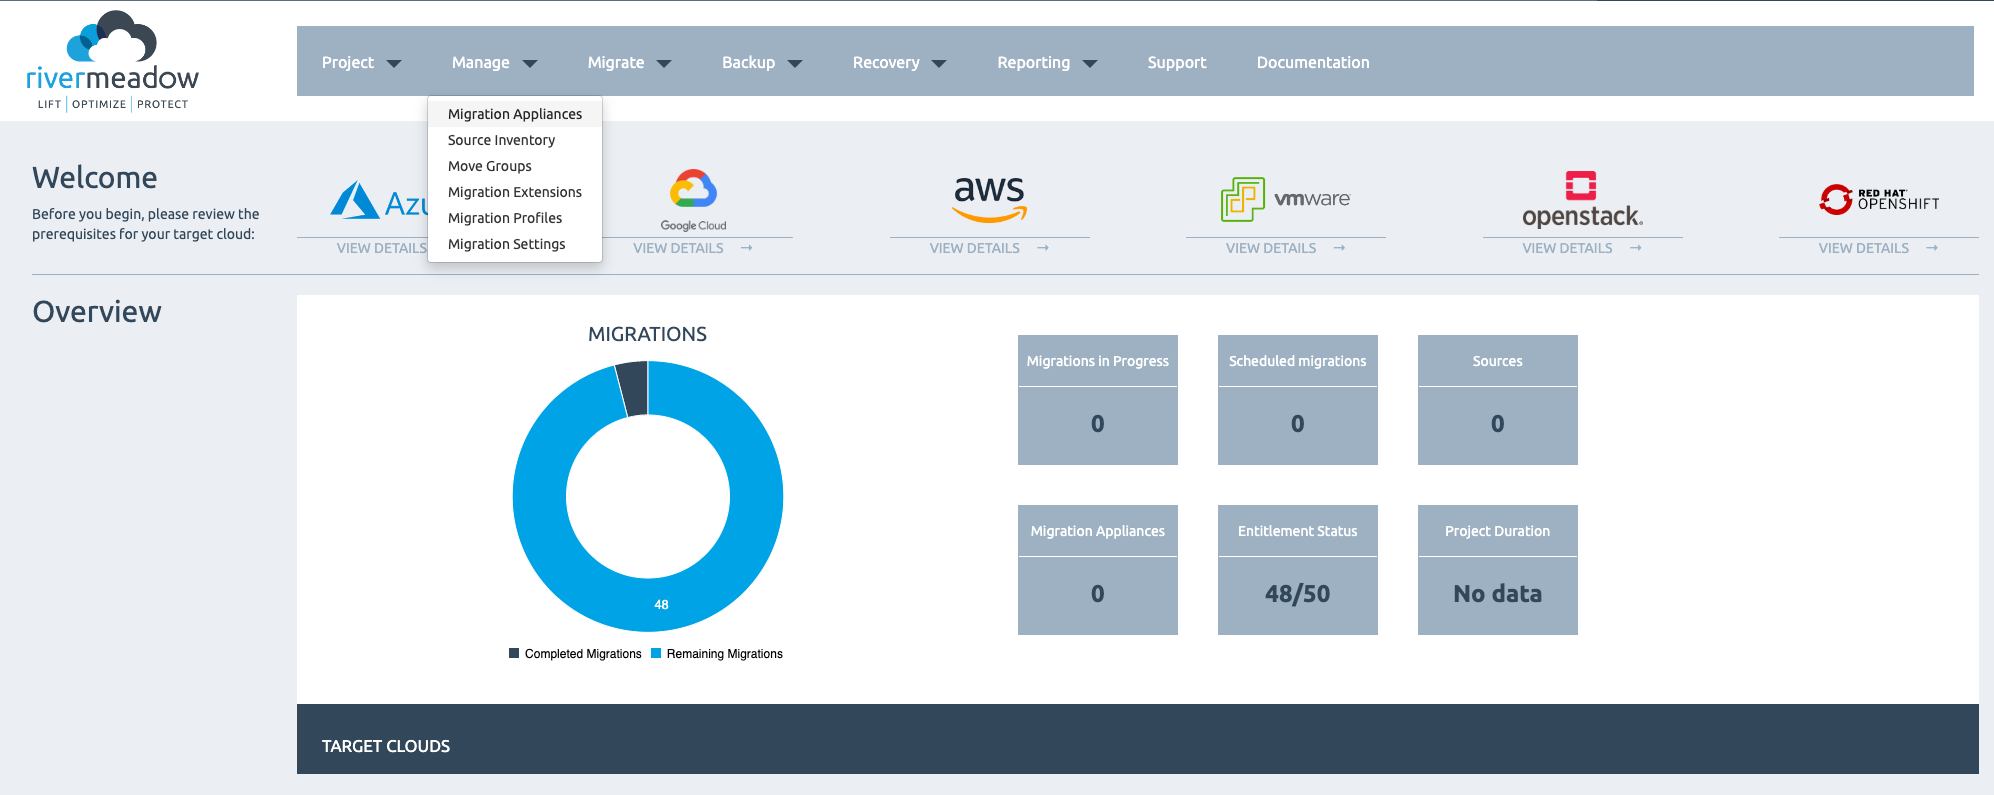 rivermeadow
LIFT | OPTIMIZE | PROTECT
Project Manage Migrate Backup Recovery Reporting Support Documentation
Migration Appliances
Source Inventory
Move Groups
Migration Extensions
Migration Profiles
Migration Settings
Welcome
Before you begin, please review the
prerequisites for your target cloud:
Azu
VIEW DETAILS
Google Cloud
VIEW DETAILS →
aws
VIEW DETAILS →
vmware
VIEW DETAILS →
openstack.
VIEW DETAILS →
RED HAT
OPENSHIFT
VIEW DETAILS →
Overview
MIGRATIONS
48
Completed Migrations Remaining Migrations
Migrations in Progress
0
Scheduled migrations
0
Sources
0
Migration Appliances
0
Entitlement Status
48/50
Project Duration
No data
TARGET CLOUDS